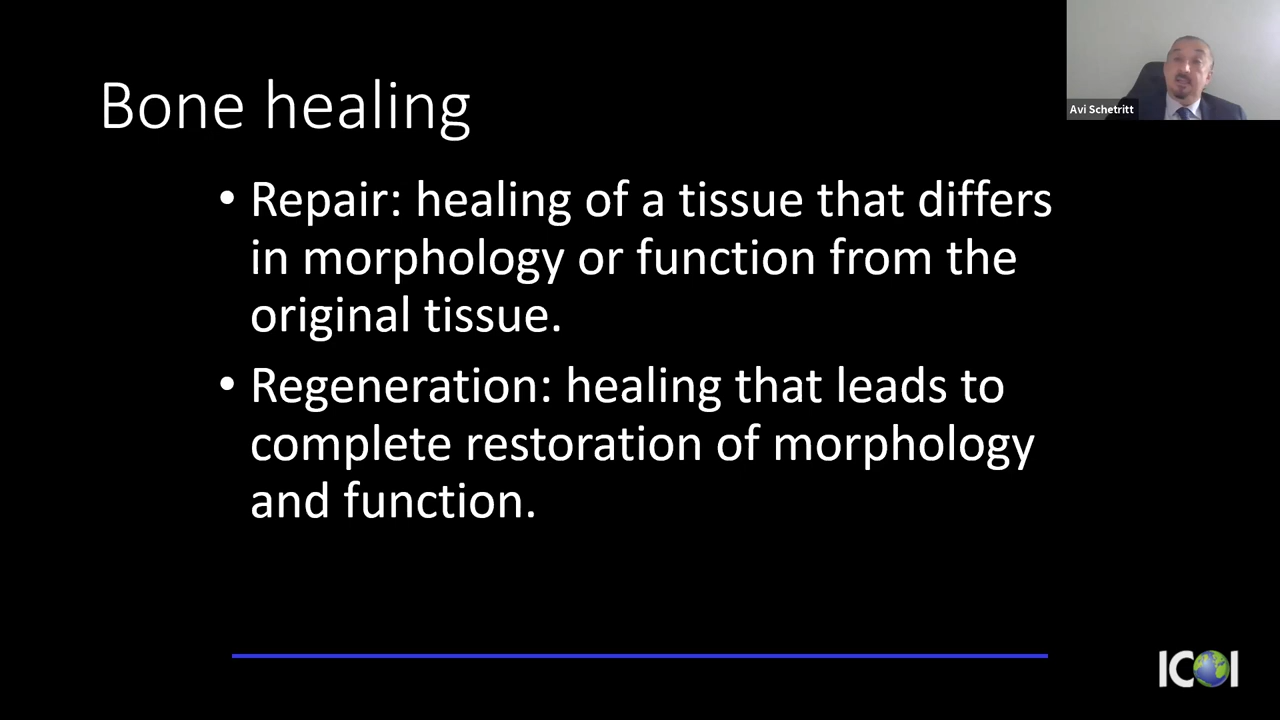 Bone healing
Avi Schetritt
• Repair: healing of a tissue that differs
in morphology or function from the
original tissue.
• Regeneration: healing that leads to
complete restoration of morphology
and function.
ICOI